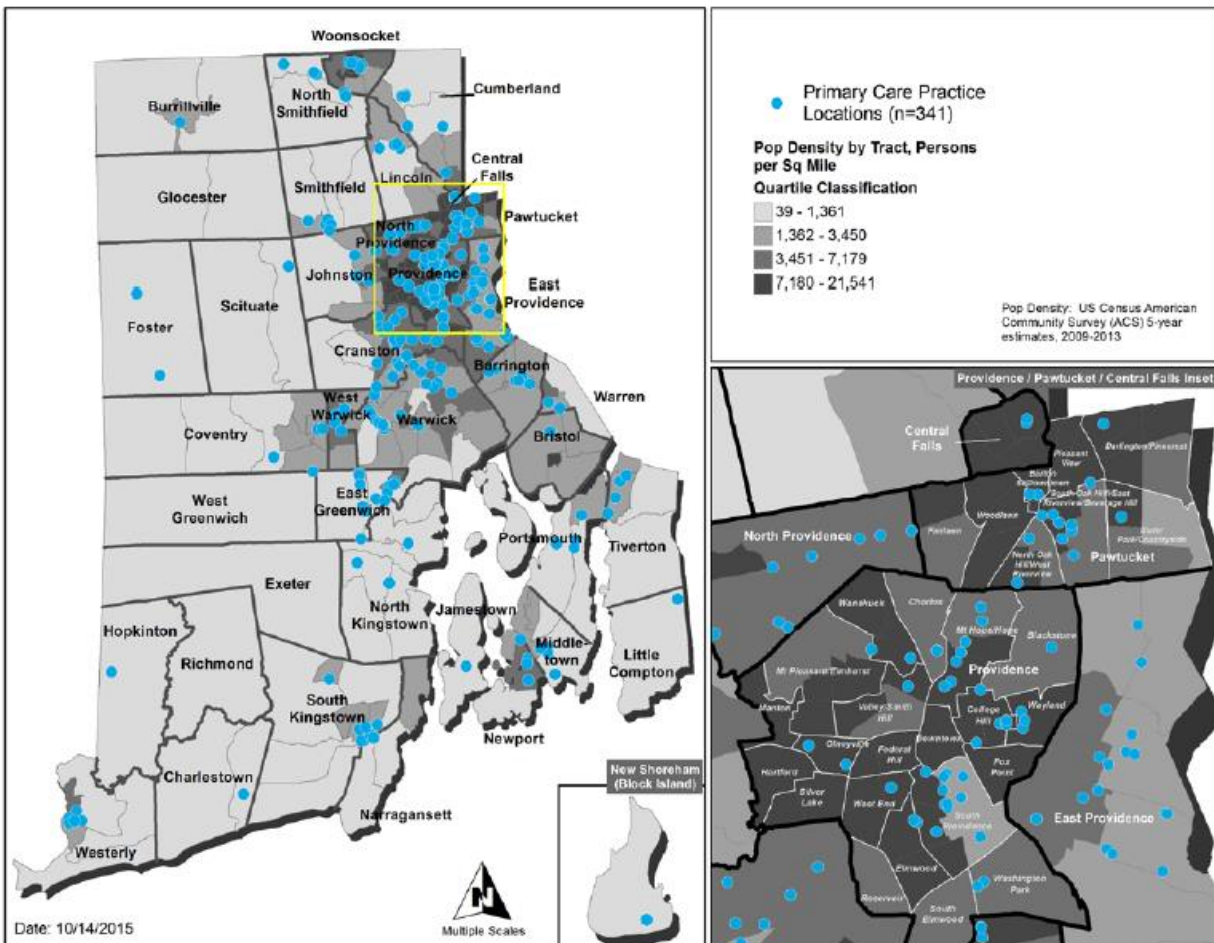 Woonsocket
Burrillville
North
Smithfield
Cumberland
Central
Falls
Lincoln
Smithfield
Glocester
Pawtucket
North
Providence
Johnston
Providence
East
Providence
Scituate
Foster
Cranston
Barrington
Warren
West
Warwick
Warwick
Coventry
Bristol
West
Greenwich
East
Greenwich
Portsmouth
Tiverton
Exeter
North
Kingstown
Jamestown
Middle-
town
Hopkinton
Richmond
Little
Compton
South
Kingstown
Newport
Charlestown
Narragansett
Westerly
New Shoreham
(Block Island)
N
Multiple Scales
Date: 10/14/2015
Primary Care Practice
Locations (n=341)
Pop Density by Tract, Persons
per Sq Mile
Quartile Classification
39 - 1,361
1,362 - 3,450
3,451 - 7,179
7,180 - 21,541
Pop Density: US Census American
Community Survey (ACS) 5-year
estimates, 2009-2013
Providence / Pawtucket / Central Falls Inset
Central
Falls
Darlington/Pinecrest
Pleasant
View
Woodlawn
Fairlawn
North Providence
Pawtucket
Wanskuck
Charles
Mt Hope/Hope
Blackstone
Mt Pleasant/Elmhurst
Providence
Manton
Valley/Smith
Hill
College
Hill
Wayland
Olneyville
Federal
Hill
Downtown
Hartford
Fox
Point
Silver
Lake
West End
South
Providence
East Providence
Elmwood
Washington
Park
Reservoir
South
Elmwood